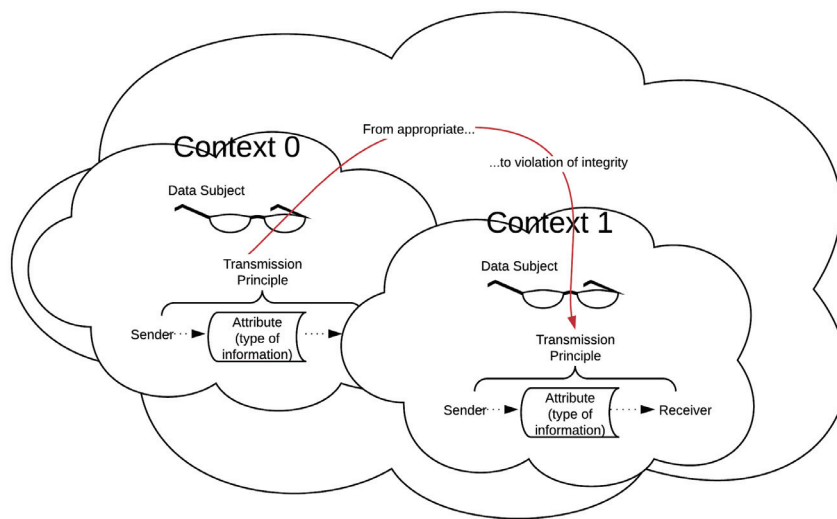 From appropriate...
...to violation of integrity
Context 0
Data Subject
Transmission
Principle
Sender
Attribute
(type of
information)
Context 1
Data Subject
Transmission
Principle
Sender
Attribute
(type of
information)
Receiver